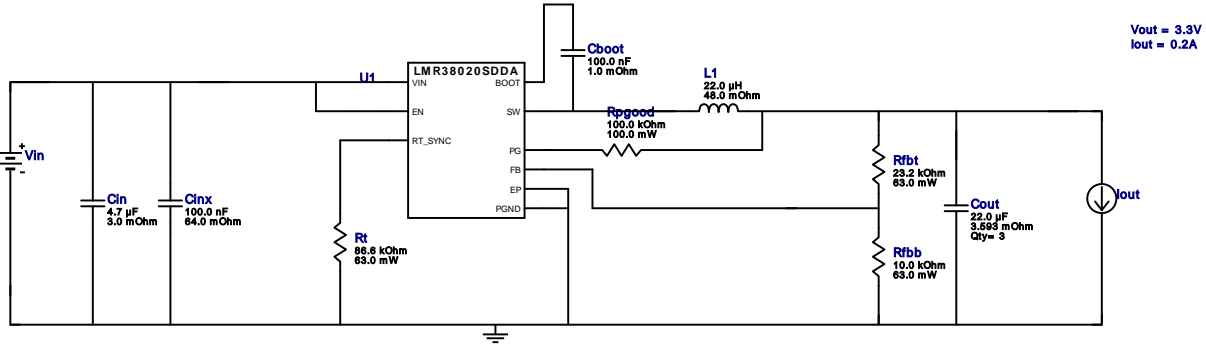 Vout = 3.3V
Iout = 0.2A
Cboot
100.0 nF
1.0 mOhm
U1
LMR38020SDDA
VIN
BOOT
EN
SW
RT_SYNC
PG
FB
EP
PGND
L1
22.0 µH
48.0 mOhm
Rpgood
100.0 kOhm
100.0 mW
+
Vin
-
Cin
4.7 µF
3.0 mOhm
Cinx
100.0 nF
64.0 mOhm
Rt
86.6 kOhm
63.0 mW
Rfbt
23.2 kOhm
63.0 mW
Cout
22.0 µF
3.593 mOhm
Qty= 3
Iout
Rfbb
10.0 kOhm
63.0 mW